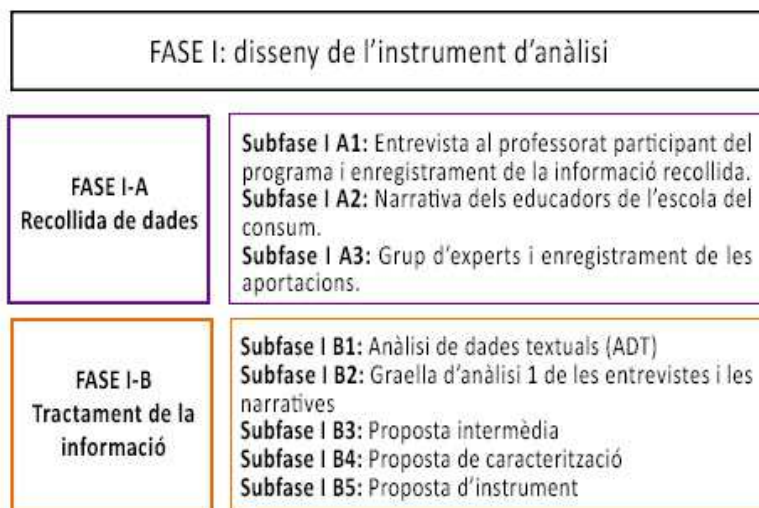 FASE I: disseny de l'instrument d'anàlisi
FASE I-A
Recollida de dades
Subfase I A1: Entrevista al professorat participant del
programa i enregistrament de la informació recollida.
Subfase I A2: Narrativa dels educadors de l'escola del
consum.
Subfase I A3: Grup d'experts i enregistrament de les
aportacions.
FASE I-B
Tractament de la
informació
Subfase I B1: Anàlisi de dades textuals (ADT)
Subfase I B2: Graella d'anàlisi 1 de les entrevistes i les
narratives
Subfase I B3: Proposta intermèdia
Subfase I B4: Proposta de caracterització
Subfase I B5: Proposta d'instrument